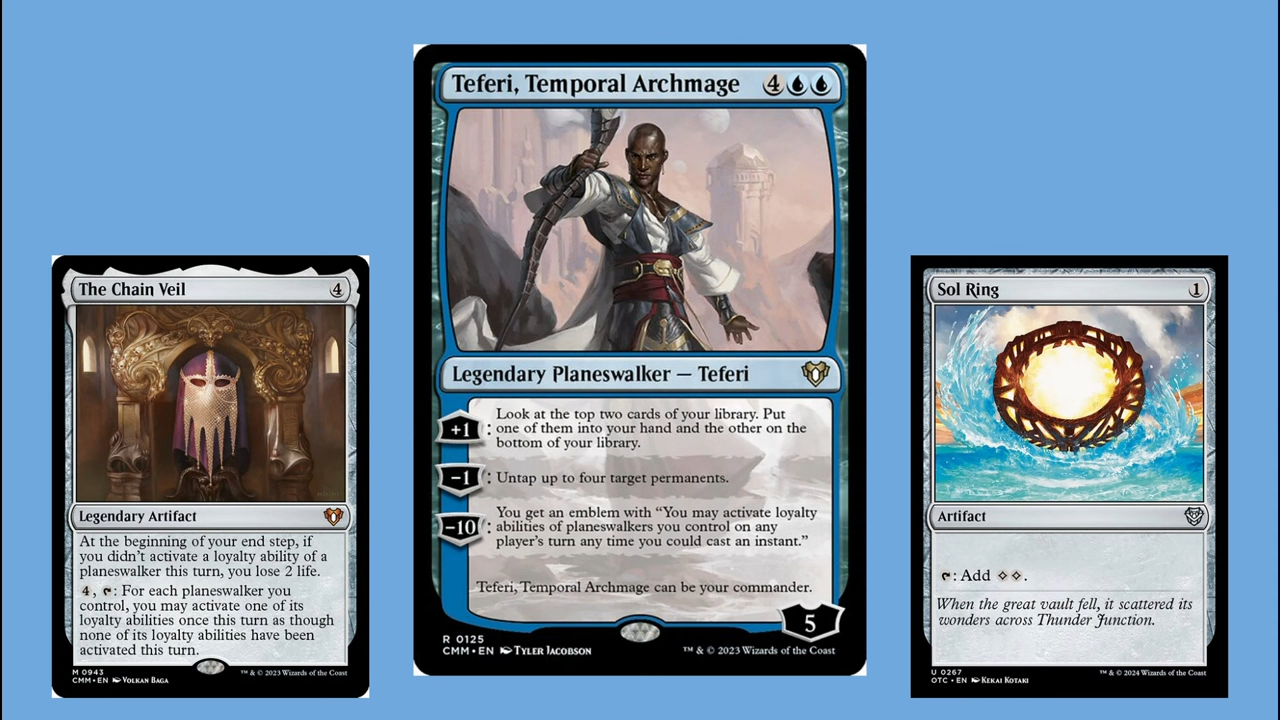 The Chain Veil 4
Legendary Artifact
At the beginning of your end step, if
you didn't activate a loyalty ability of a
planeswalker this turn, you lose 2 life.
4, : For each planeswalker you
control, you may activate one of its
loyalty abilities once this turn as though
none of its loyalty abilities have been
activated this turn.
M 0943
CMM • EN VOLKAN BAGA
™ & © 2023 Wizards of the Coast
Teferi, Temporal Archmage 4
Legendary Planeswalker — Teferi
+1 : Look at the top two cards of your library. Put
one of them into your hand and the other on the
bottom of your library.
−1 : Untap up to four target permanents.
−10 : You get an emblem with “You may activate loyalty
abilities of planeswalkers you control on any
player's turn any time you could cast an instant.”
Teferi, Temporal Archmage can be your commander.
5
R 0125
CMM • EN TYLER JACOBSON
™ & © 2023 Wizards of the Coast
Sol Ring 1
Artifact
: Add .
When the great vault fell, it scattered its
wonders across Thunder Junction.
U 0267
OTC • EN KEKAI KOTAKI
™ & © 2024 Wizards of the Coast